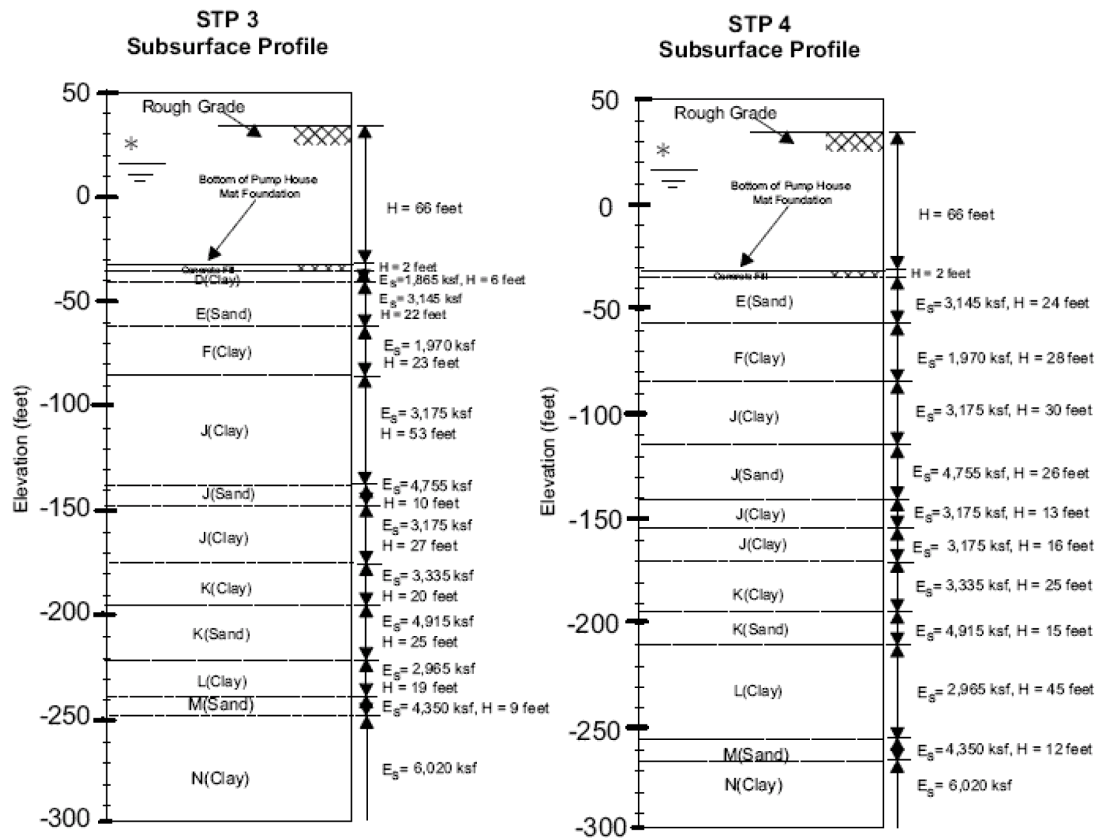 STP 3
Subsurface Profile
50
Rough Grade
*
Bottom of Pump House
Mat Foundation
0
H = 66 feet
H = 2 feet
Concrete Fill
D(Clay)
Es= 1,865 ksf, H = 6 feet
-50
Es= 3,145 ksf
E(Sand)
H = 22 feet
F(Clay)
Es= 1,970 ksf
H = 23 feet
-100
Es= 3,175 ksf
J(Clay)
H = 53 feet
Es= 4,755 ksf
J(Sand)
H = 10 feet
-150
Es= 3,175 ksf
J(Clay)
H = 27 feet
Es= 3,335 ksf
K(Clay)
H = 20 feet
-200
Es= 4,915 ksf
K(Sand)
H = 25 feet
Es= 2,965 ksf
L(Clay)
H = 19 feet
M(Sand)
Es= 4,350 ksf, H = 9 feet
-250
Es= 6,020 ksf
N(Clay)
-300
Elevation (feet)
STP 4
Subsurface Profile
50
Rough Grade
*
Bottom of Pump House
Mat Foundation
0
H = 66 feet
H = 2 feet
Concrete Fill
E(Sand)
Es= 3,145 ksf, H = 24 feet
-50
F(Clay)
Es= 1,970 ksf, H = 28 feet
-100
J(Clay)
Es= 3,175 ksf, H = 30 feet
J(Sand)
Es= 4,755 ksf, H = 26 feet
-150
J(Clay)
Es= 3,175 ksf, H = 13 feet
J(Clay)
Es= 3,175 ksf, H = 16 feet
K(Clay)
Es= 3,335 ksf, H = 25 feet
-200
K(Sand)
Es= 4,915 ksf, H = 15 feet
L(Clay)
Es= 2,965 ksf, H = 45 feet
-250
M(Sand)
Es= 4,350 ksf, H = 12 feet
N(Clay)
Es= 6,020 ksf
-300
Elevation (feet)